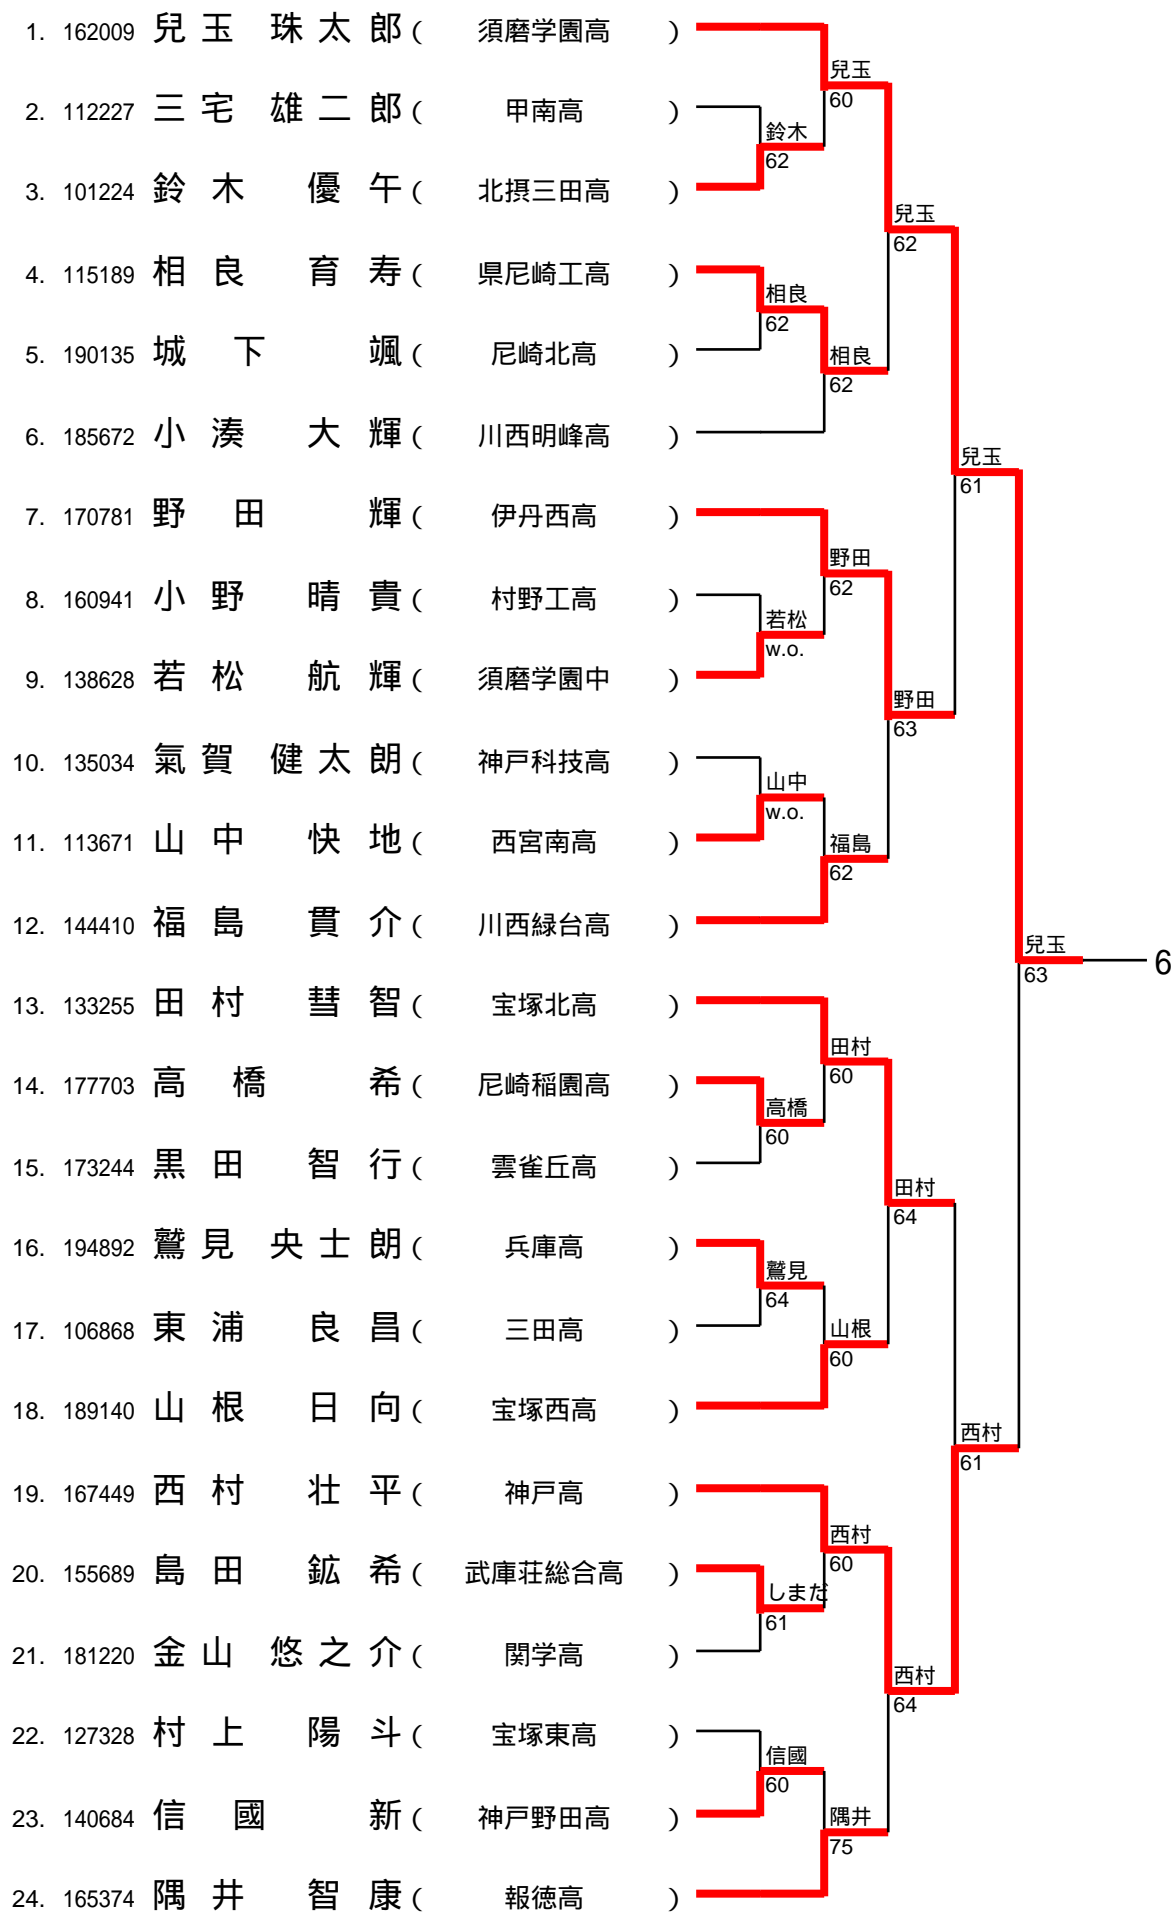 1. 162009 兒玉 珠太郎 ( 須磨学園高 )
兒玉
60
2. 112227 三宅 雄二郎 ( 甲南高 )
鈴木
62
3. 101224 鈴木 優午 ( 北摂三田高 )
兒玉
62
4. 115189 相良 育寿 ( 県尼崎工高 )
相良
62
5. 190135 城下 颯 ( 尼崎北高 )
相良
62
6. 185672 小湊 大輝 ( 川西明峰高 )
兒玉
61
7. 170781 野田 輝 ( 伊丹西高 )
野田
62
8. 160941 小野 晴貴 ( 村野工高 )
若松
w.o.
9. 138628 若松 航輝 ( 須磨学園中 )
野田
63
10. 135034 氣賀 健太朗 ( 神戸科技高 )
山中
w.o.
11. 113671 山中 快地 ( 西宮南高 )
福島
62
12. 144410 福島 貫介 ( 川西緑台高 )
兒玉
63
6
13. 133255 田村 彗智 ( 宝塚北高 )
田村
60
14. 177703 高橋 希 ( 尼崎稲園高 )
高橋
60
15. 173244 黒田 智行 ( 雲雀丘高 )
田村
64
16. 194892 鷲見 央士朗 ( 兵庫高 )
鷲見
64
17. 106868 東浦 良昌 ( 三田高 )
山根
60
18. 189140 山根 日向 ( 宝塚西高 )
西村
61
19. 167449 西村 壮平 ( 神戸高 )
西村
60
20. 155689 島田 鉱希 ( 武庫荘総合高 )
しまだ
61
21. 181220 金山 悠之介 ( 関学高 )
西村
64
22. 127328 村上 陽斗 ( 宝塚東高 )
信國
60
23. 140684 信國 新 ( 神戸野田高 )
隅井
75
24. 165374 隅井 智康 ( 報徳高 )